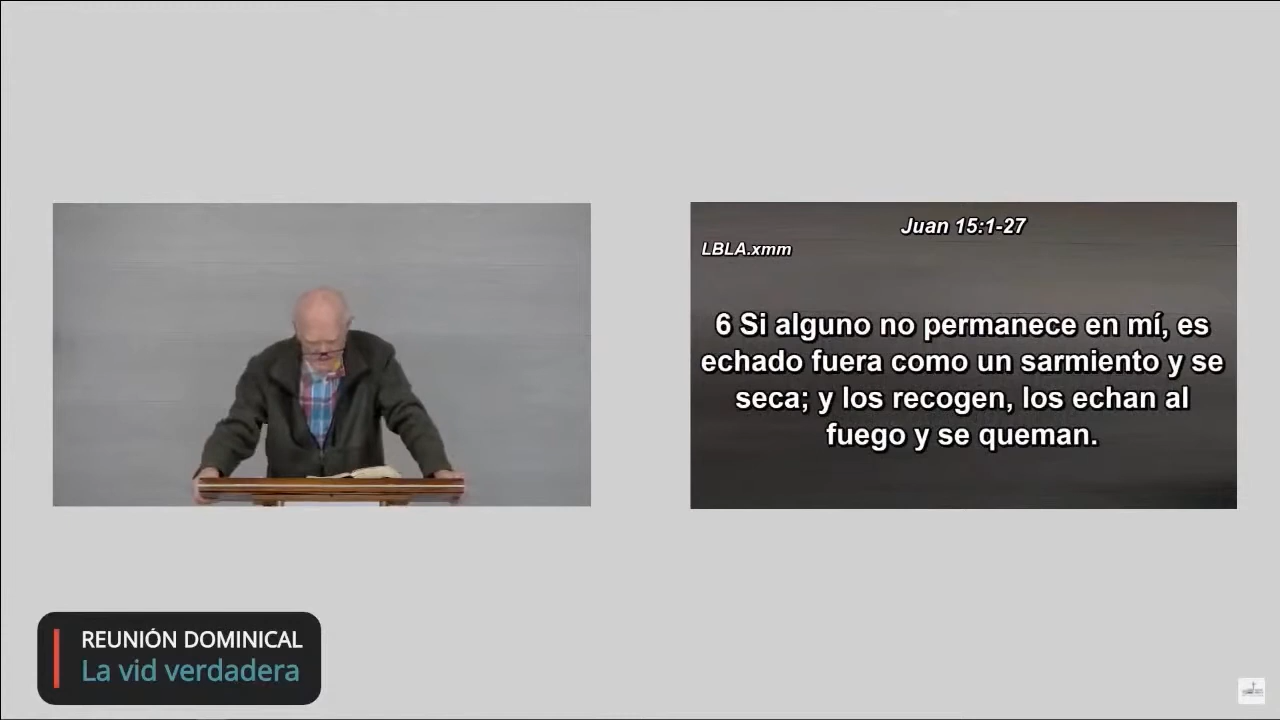 Juan 15:1-27
LBLA.xmm
6 Si alguno no permanece en mí, es
echado fuera como un sarmiento y se
seca; y los recogen, los echan al
fuego y se queman.
REUNIÓN DOMINICAL
La vid verdadera